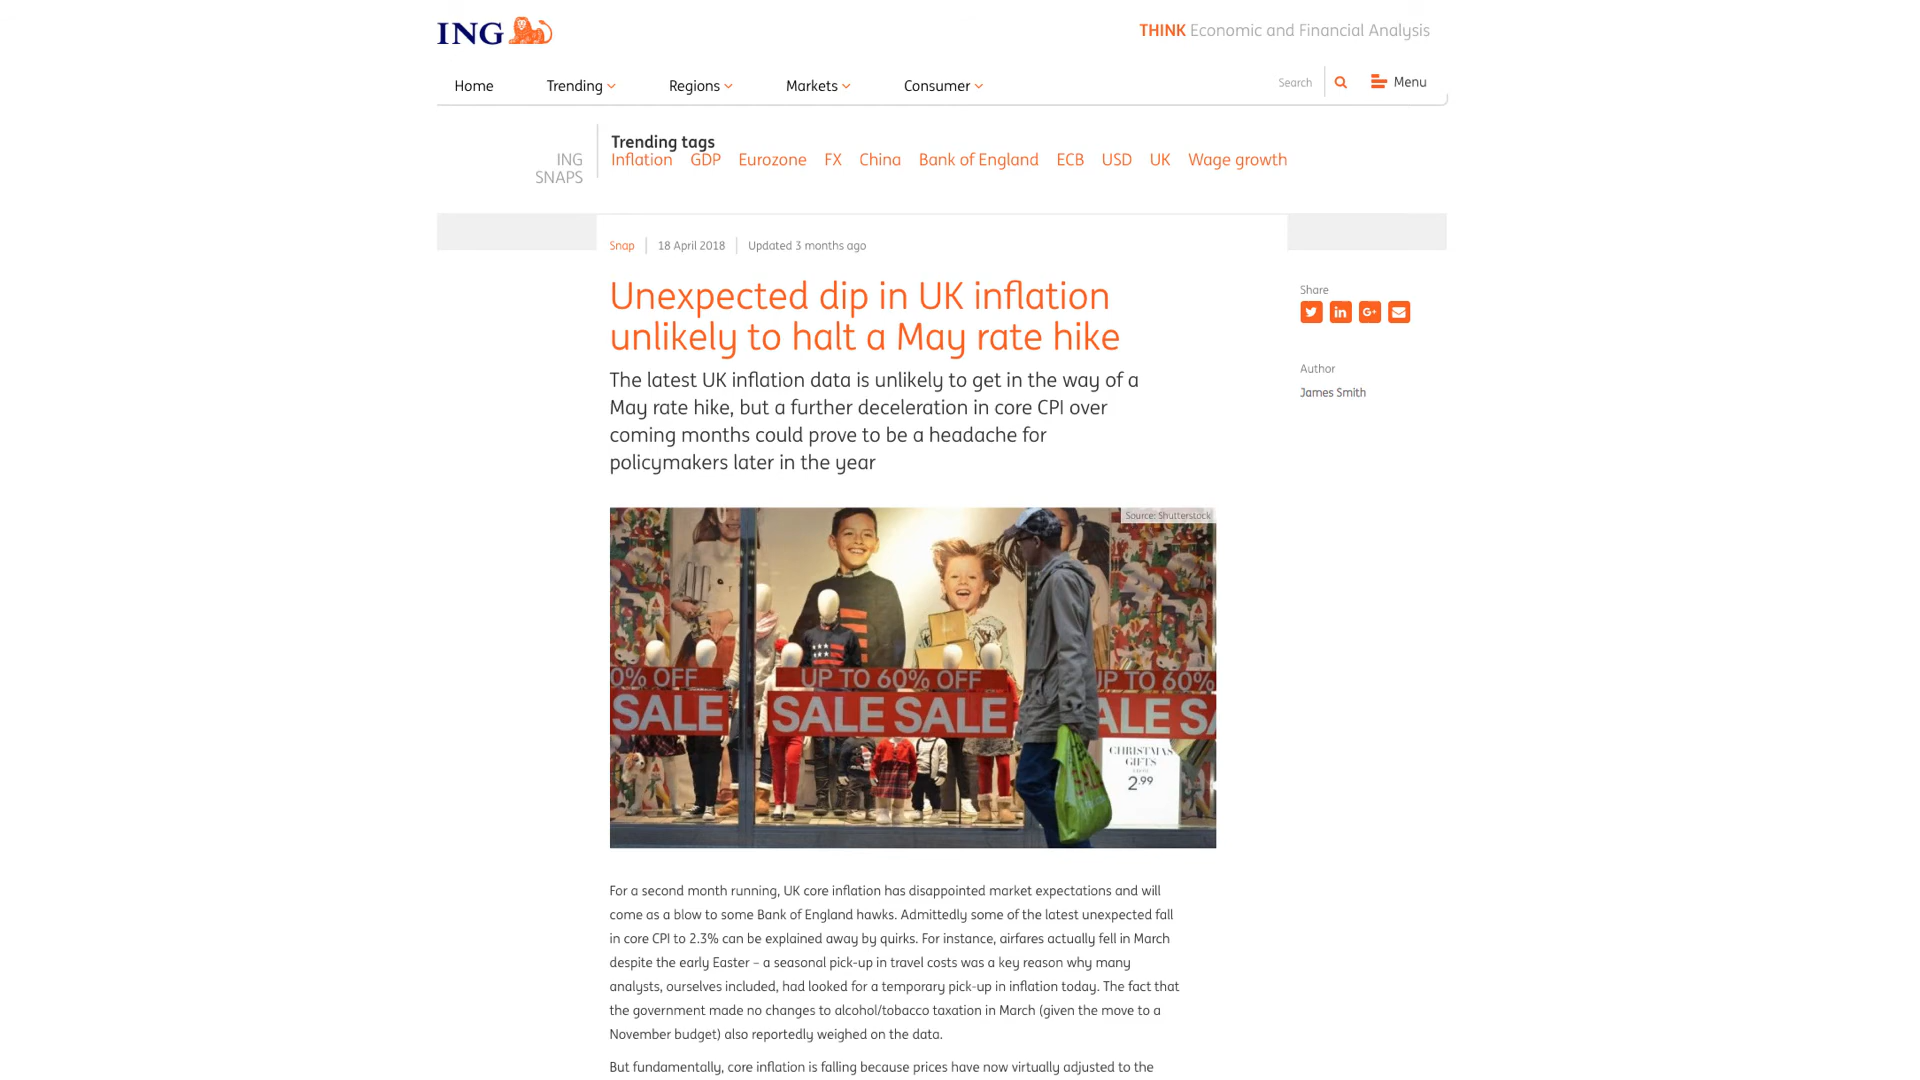 ING
THINK Economic and Financial Analysis
Home Trending Regions Markets Consumer Search Menu
ING
SNAPS
Trending tags
Inflation GDP Eurozone FX China Bank of England ECB USD UK Wage growth
Snap 18 April 2018 Updated 3 months ago
Unexpected dip in UK inflation
unlikely to halt a May rate hike
The latest UK inflation data is unlikely to get in the way of a
May rate hike, but a further deceleration in core CPI over
coming months could prove to be a headache for
policymakers later in the year
Share
in G+
Author
James Smith
Source: Shutterstock
0% OFF UP TO 60% OFF UP TO 60%
SALE SALE SALE ALE SA
CHRISTMAS
GIFTS
2.99
For a second month running, UK core inflation has disappointed market expectations and will
come as a blow to some Bank of England hawks. Admittedly some of the latest unexpected fall
in core CPI to 2.3% can be explained away by quirks. For instance, airfares actually fell in March
despite the early Easter – a seasonal pick-up in travel costs was a key reason why many
analysts, ourselves included, had looked for a temporary pick-up in inflation today. The fact that
the government made no changes to alcohol/tobacco taxation in March (given the move to a
November budget) also reportedly weighed on the data.
But fundamentally, core inflation is falling because prices have now virtually adjusted to the